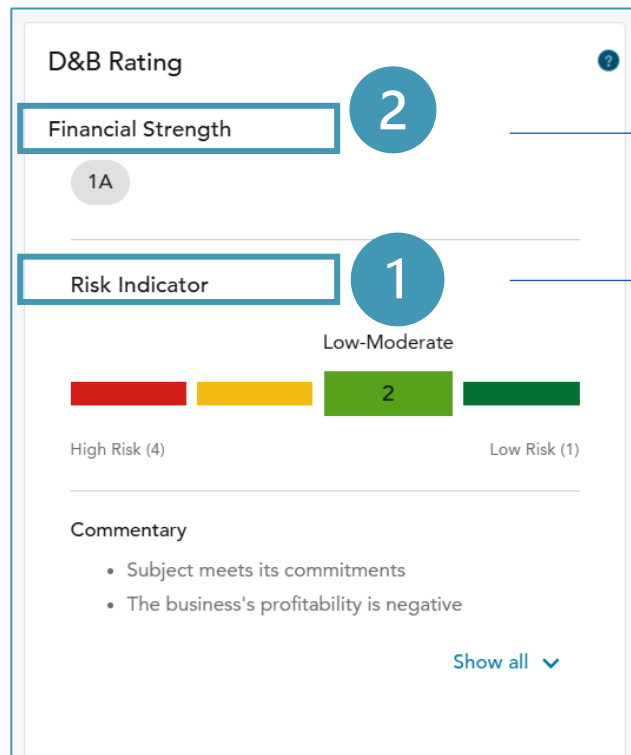 D&B Rating
?
Financial Strength
2
1A
Risk Indicator
1
Low-Moderate
2
High Risk (4)
Low Risk (1)
Commentary
• Subject meets its commitments
• The business's profitability is negative
Show all